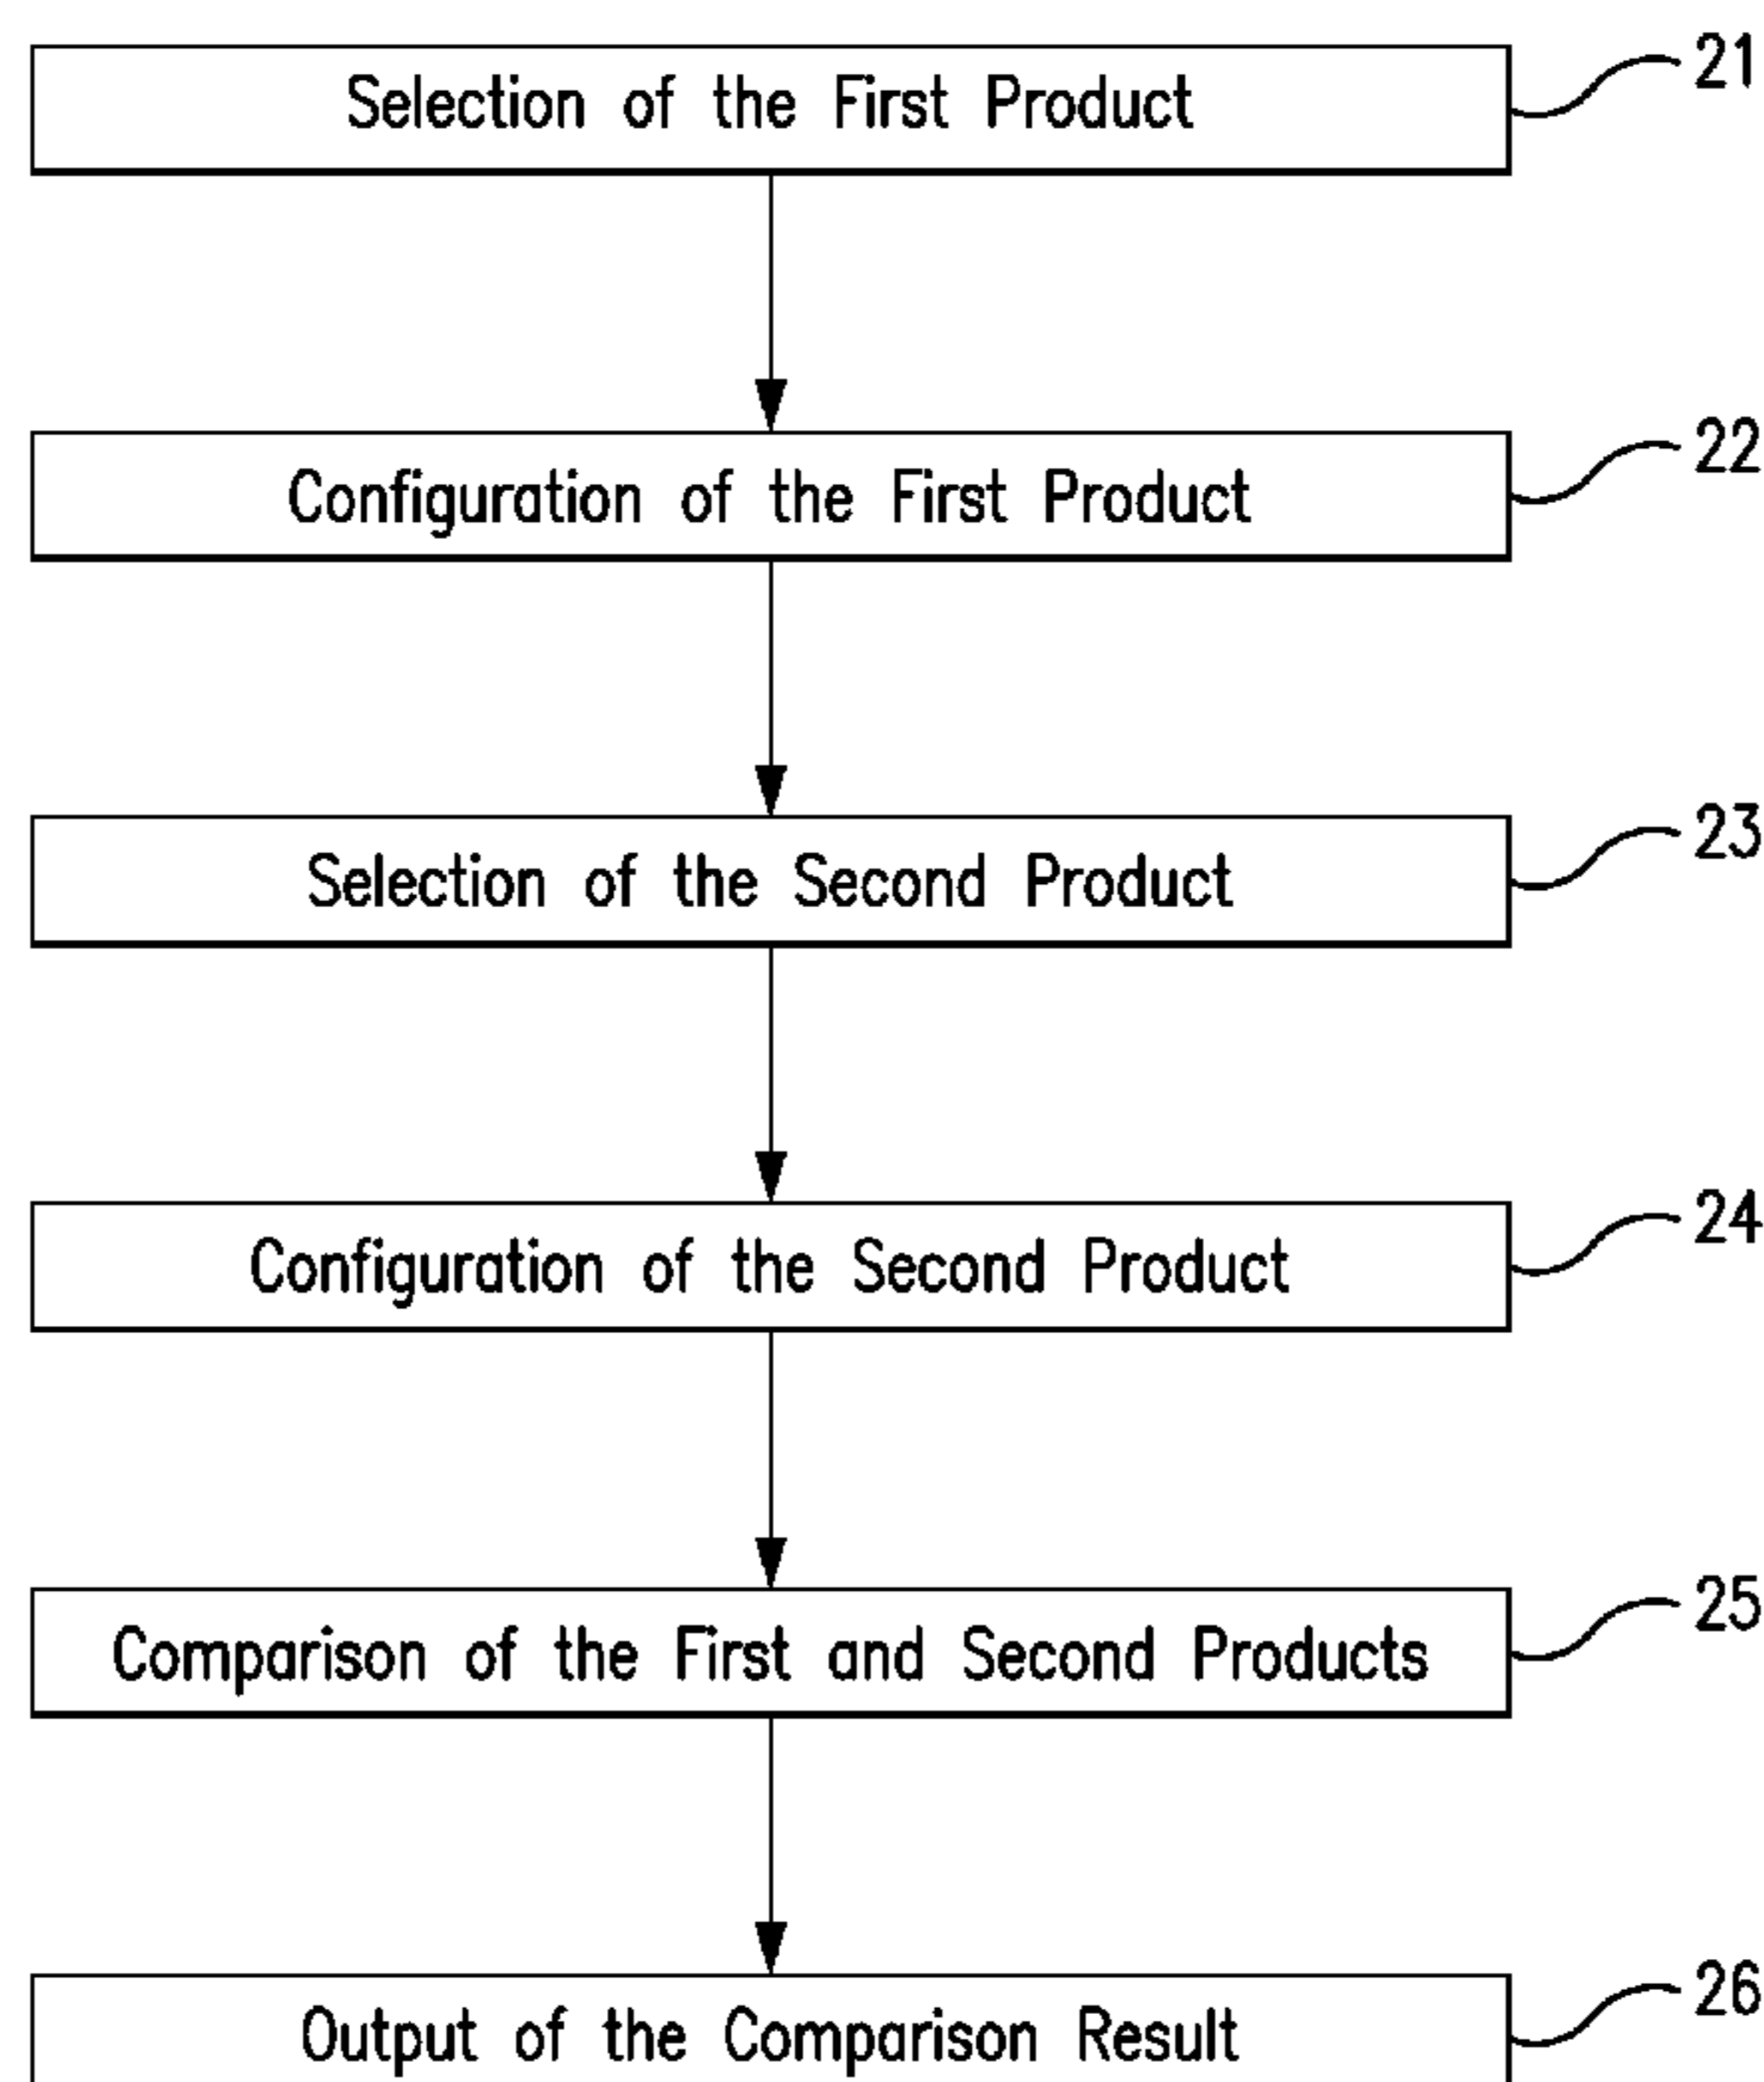 Selection of the First Product 21
Configuration of the First Product 22
Selection of the Second Product 23
Configuration of the Second Product 24
Comparison of the First and Second Products 25
Output of the Comparison Result 26